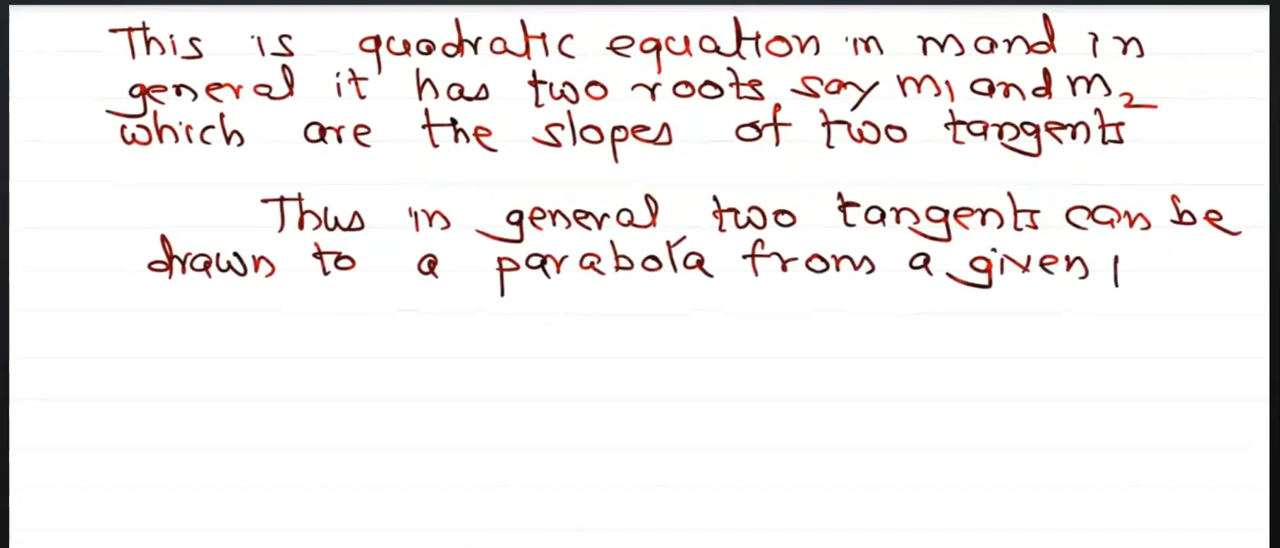 This is quadratic equation in m and in
general it has two roots say m₁ and m₂
which are the slopes of two tangents
Thus in general two tangents can be
drawn to a parabola from a given